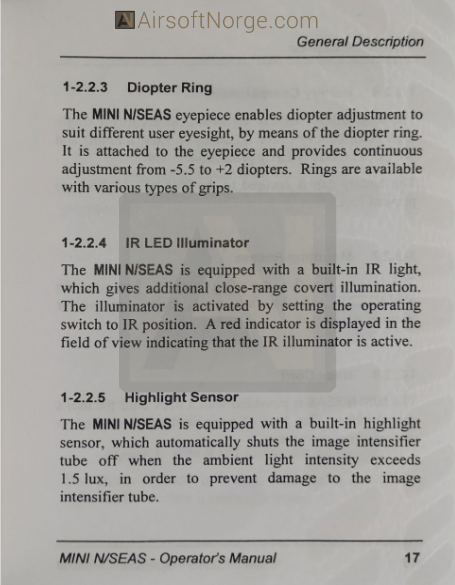 AirsoftNorge.com
General Description
1-2.2.3 Diopter Ring
The MINI N/SEAS eyepiece enables diopter adjustment to
suit different user eyesight, by means of the diopter ring.
It is attached to the eyepiece and provides continuous
adjustment from -5.5 to +2 diopters. Rings are available
with various types of grips.
1-2.2.4 IR LED Illuminator
The MINI N/SEAS is equipped with a built-in IR light,
which gives additional close-range covert illumination.
The illuminator is activated by setting the operating
switch to IR position. A red indicator is displayed in the
field of view indicating that the IR illuminator is active.
1-2.2.5 Highlight Sensor
The MINI N/SEAS is equipped with a built-in highlight
sensor, which automatically shuts the image intensifier
tube off when the ambient light intensity exceeds
1.5 lux, in order to prevent damage to the image
intensifier tube.
MINI N/SEAS - Operator's Manual 17